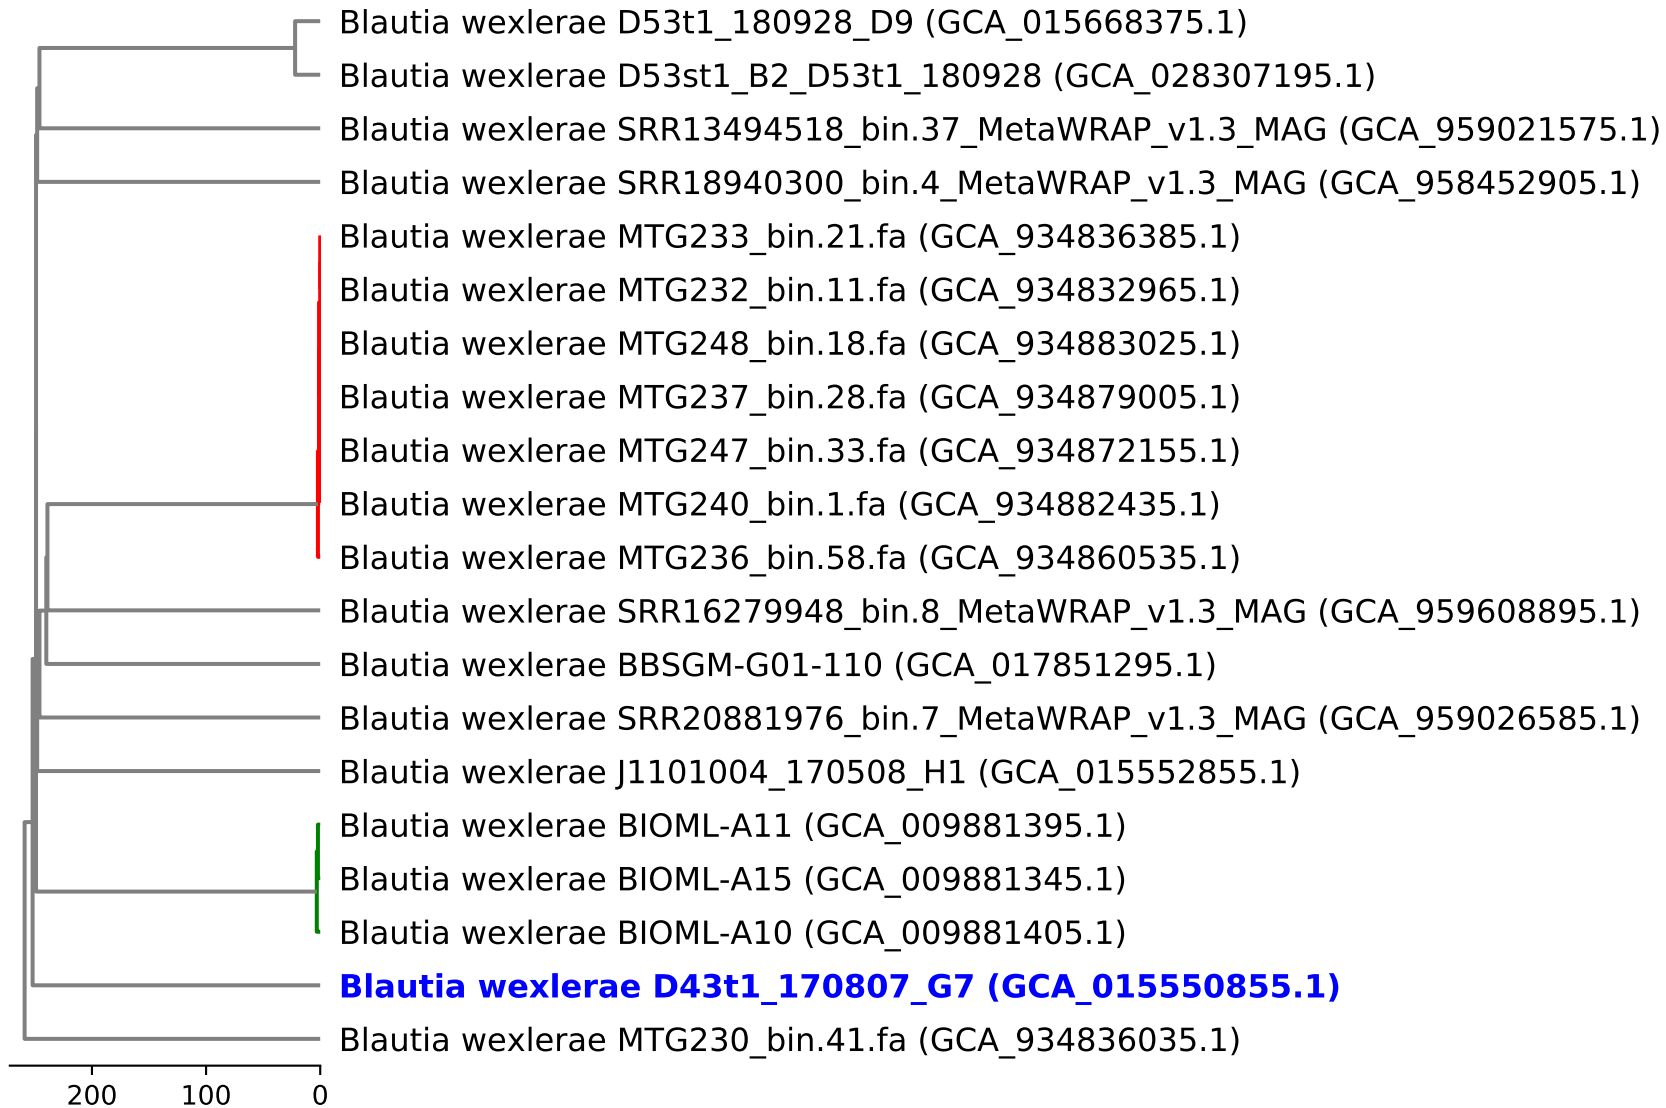 Blautia wexlerae D53t1_180928_D9 (GCA_015668375.1)
Blautia wexlerae D53st1_B2_D53t1_180928 (GCA_028307195.1)
Blautia wexlerae SRR13494518_bin.37_MetaWRAP_v1.3_MAG (GCA_959021575.1)
Blautia wexlerae SRR18940300_bin.4_MetaWRAP_v1.3_MAG (GCA_958452905.1)
Blautia wexlerae MTG233_bin.21.fa (GCA_934836385.1)
Blautia wexlerae MTG232_bin.11.fa (GCA_934832965.1)
Blautia wexlerae MTG248_bin.18.fa (GCA_934883025.1)
Blautia wexlerae MTG237_bin.28.fa (GCA_934879005.1)
Blautia wexlerae MTG247_bin.33.fa (GCA_934872155.1)
Blautia wexlerae MTG240_bin.1.fa (GCA_934882435.1)
Blautia wexlerae MTG236_bin.58.fa (GCA_934860535.1)
Blautia wexlerae SRR16279948_bin.8_MetaWRAP_v1.3_MAG (GCA_959608895.1)
Blautia wexlerae BBSGM-G01-110 (GCA_017851295.1)
Blautia wexlerae SRR20881976_bin.7_MetaWRAP_v1.3_MAG (GCA_959026585.1)
Blautia wexlerae J1101004_170508_H1 (GCA_015552855.1)
Blautia wexlerae BIOML-A11 (GCA_009881395.1)
Blautia wexlerae BIOML-A15 (GCA_009881345.1)
Blautia wexlerae BIOML-A10 (GCA_009881405.1)
Blautia wexlerae D43t1_170807_G7 (GCA_015550855.1)
Blautia wexlerae MTG230_bin.41.fa (GCA_934836035.1)
200 100 0